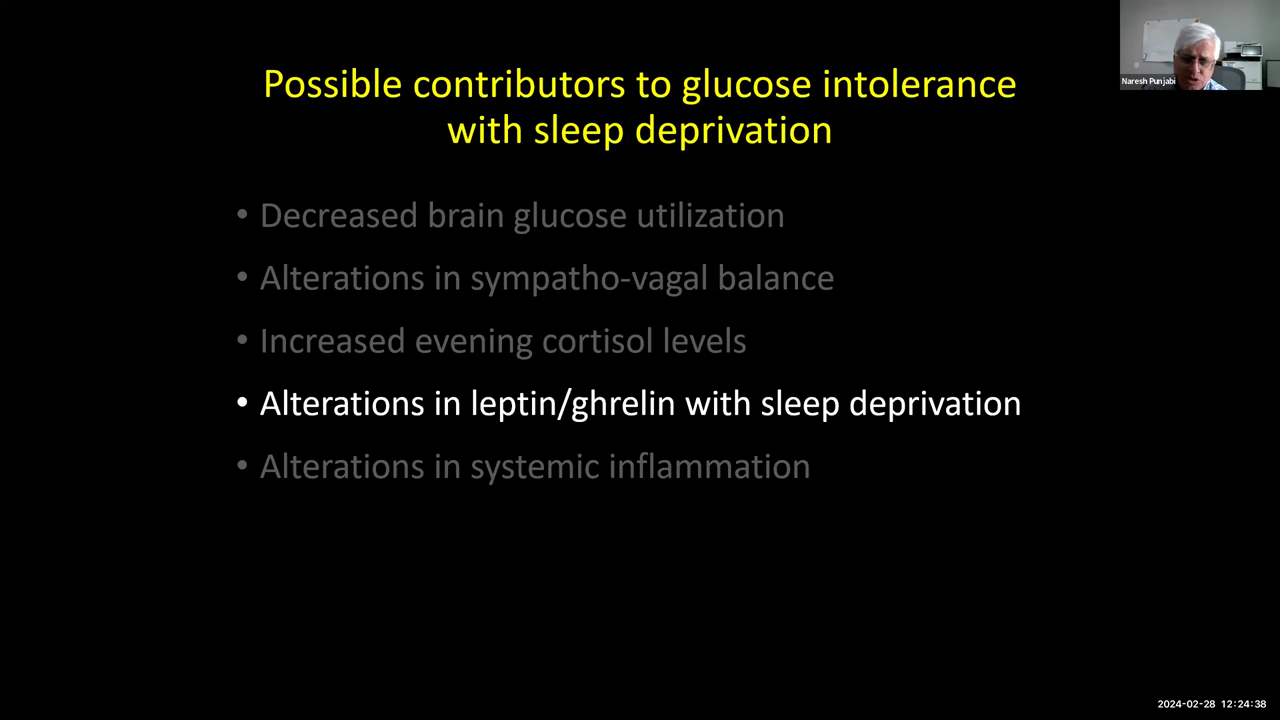 Naresh Punjabi
Possible contributors to glucose intolerance
with sleep deprivation
• Decreased brain glucose utilization
• Alterations in sympatho-vagal balance
• Increased evening cortisol levels
• Alterations in leptin/ghrelin with sleep deprivation
• Alterations in systemic inflammation
2024-02-28 12:24:38